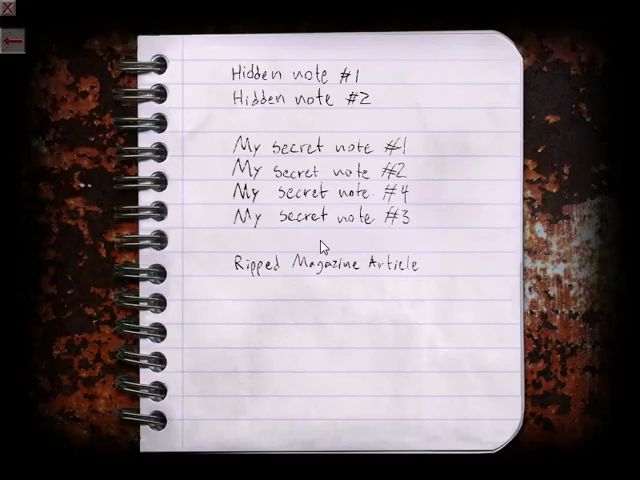 Hidden note #1
Hidden note #2
My secret note #1
My secret note #2
My secret note #4
My secret note #3
Ripped Magazine Article